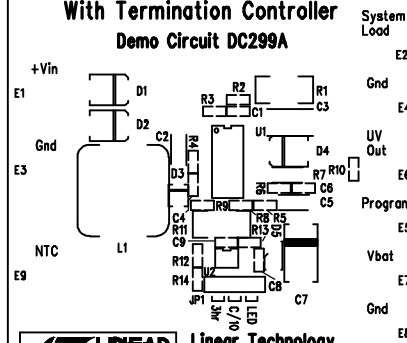 With Termination Controller
Demo Circuit DC299A
System
Load
+Vin
E1
D1
R2
R1
R3
C1
C3
E2
Gnd
E4
D2
Gnd
C2
R4
U1
D4
UV
Out
E3
D3
R7
R10
E6
R6
C6
C4
R9
R8
R5
C5
Program
L1
R11
R13
D5
E5
NTC
C9
Vbat
R12
U2
E9
R14
C8
E7
JP1
C7
3hr
C/10
LED
Gnd
E8
LINEAR
Linear Technology